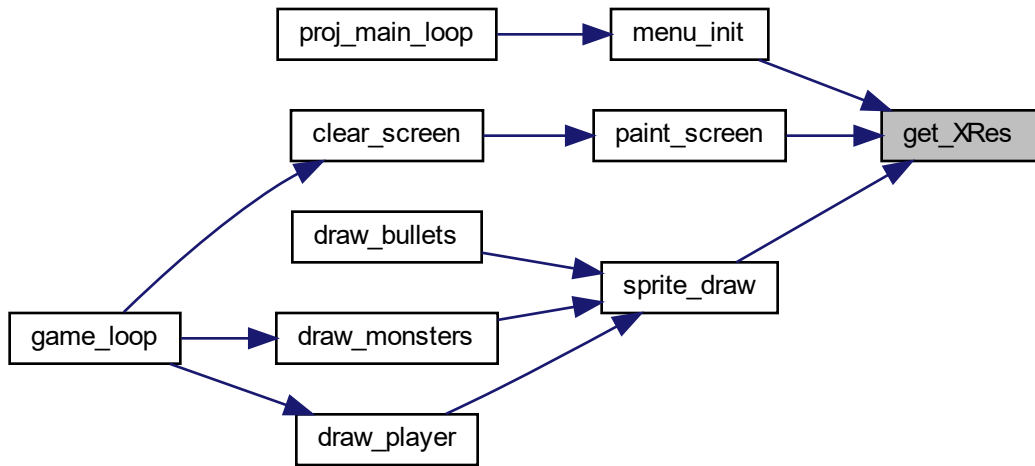 proj_main_loop
menu_init
clear_screen
paint_screen
get_XRes
draw_bullets
sprite_draw
game_loop
draw_monsters
draw_player